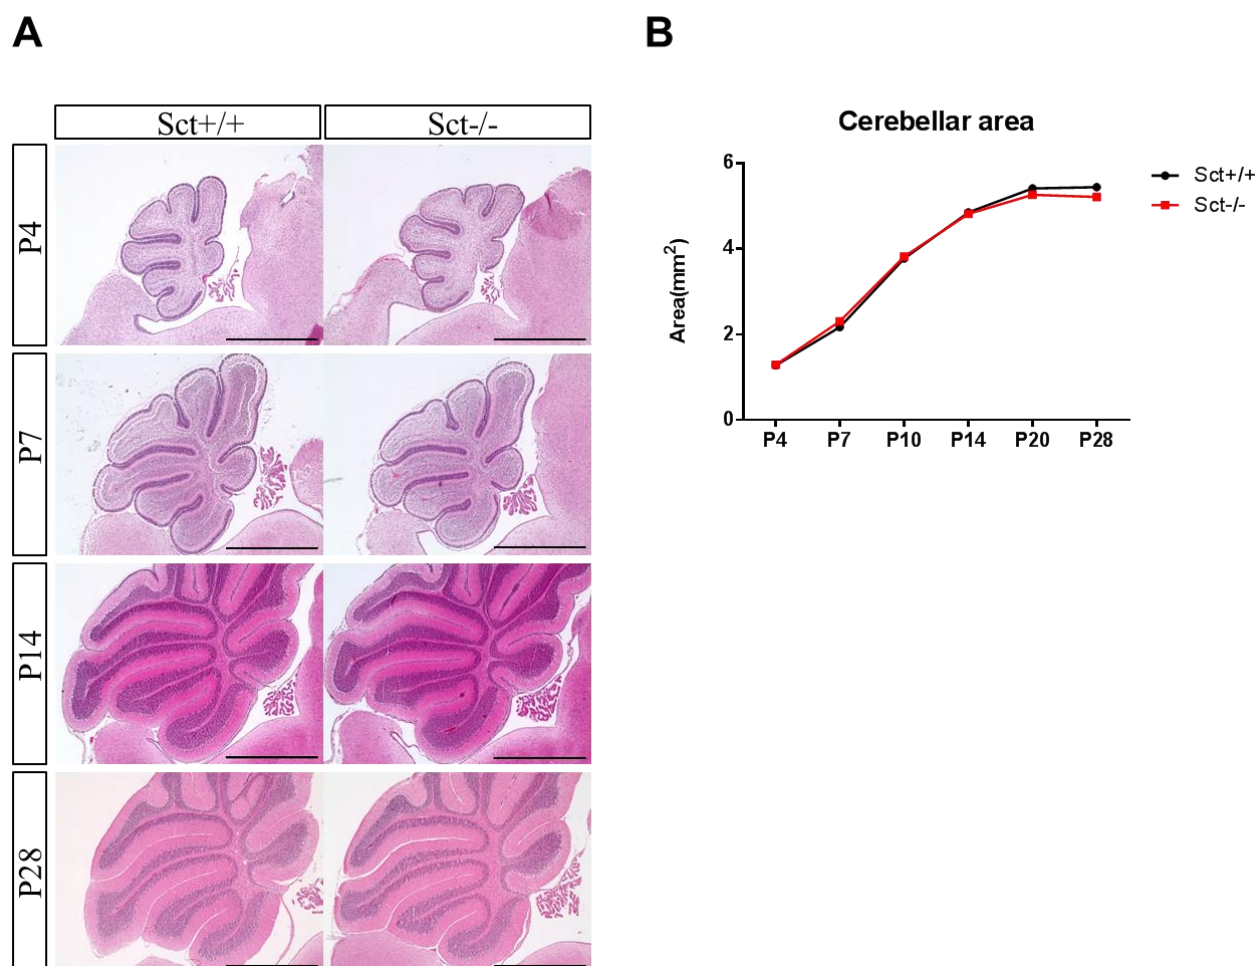 A
B
Sct+/+
Sct-/-
P4
P7
P14
P28
Cerebellar area
Area(mm²)
6
4
2
0
P4 P7 P10 P14 P20 P28
Sct+/+
Sct-/-